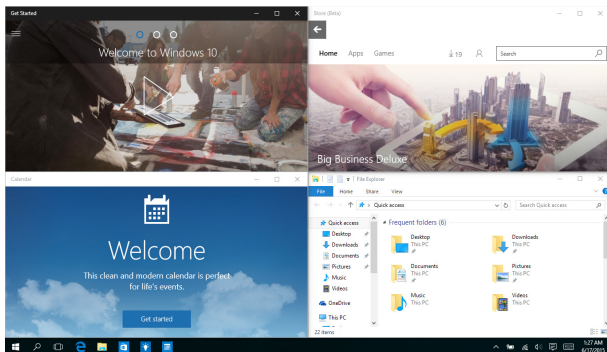 Get Started
Welcome to Windows 10
Store (Beta)
Home Apps Games 19 Search
Big Business Deluxe
Calendar
Welcome
This clean and modern calendar is perfect
for life's events.
Get started
File Explorer
File Home Share View
Quick access
Search Quick access
Quick access
Desktop
Downloads
Documents
Pictures
Music
Videos
OneDrive
This PC
Frequent folders (6)
Desktop
This PC
Downloads
This PC
Documents
This PC
Pictures
This PC
Music
This PC
Videos
This PC
22 items
1:27 AM
6/17/2015